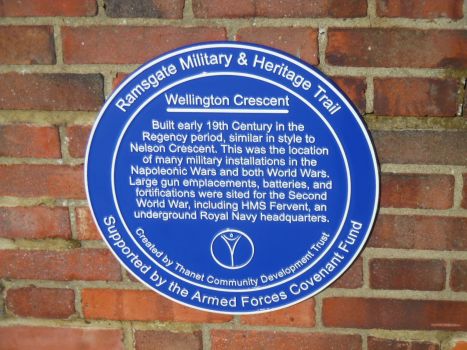 Ramsgate Military & Heritage Trail
Wellington Crescent
Built early 19th Century in the
Regency period, similar in style to
Nelson Crescent. This was the location
of many military installations in the
Napoleonic Wars and both World Wars.
Large gun emplacements, batteries, and
fortifications were sited for the Second
World War, including HMS Fervent, an
underground Royal Navy headquarters.
Created by Thanet Community Development Trust
Supported by the Armed Forces Covenant Fund